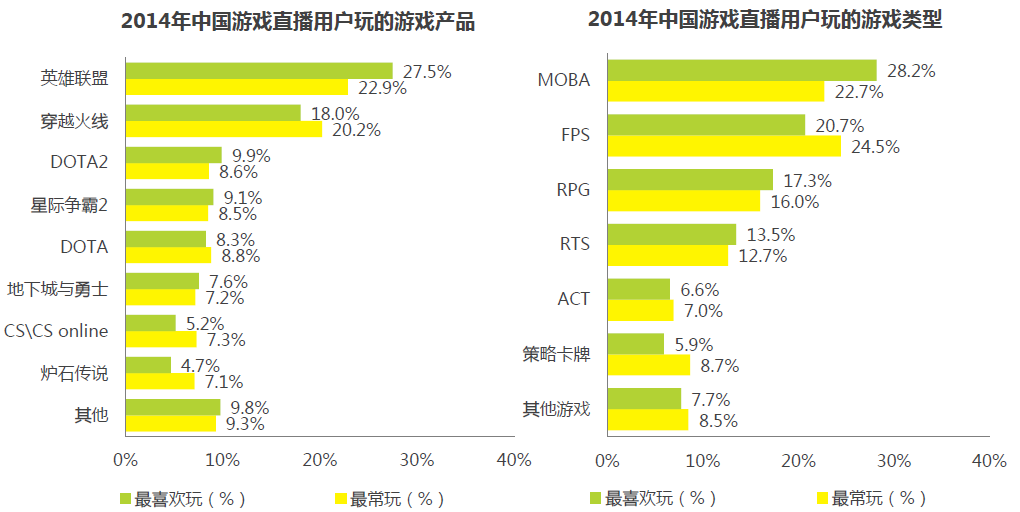 2014年中国游戏直播用户玩的游戏产品
英雄联盟
27.5%
22.9%
穿越火线
18.0%
20.2%
DOTA2
9.9%
8.6%
星际争霸2
9.1%
8.5%
DOTA
8.3%
8.8%
地下城与勇士
7.6%
7.2%
CS\CS online
5.2%
7.3%
炉石传说
4.7%
7.1%
其他
9.8%
9.3%
0% 10% 20% 30% 40%
最喜欢玩（%） 最常玩（%）
2014年中国游戏直播用户玩的游戏类型
MOBA
28.2%
22.7%
FPS
20.7%
24.5%
RPG
17.3%
16.0%
RTS
13.5%
12.7%
ACT
6.6%
7.0%
策略卡牌
5.9%
8.7%
其他游戏
7.7%
8.5%
0% 10% 20% 30% 40%
最喜欢玩（%） 最常玩（%）